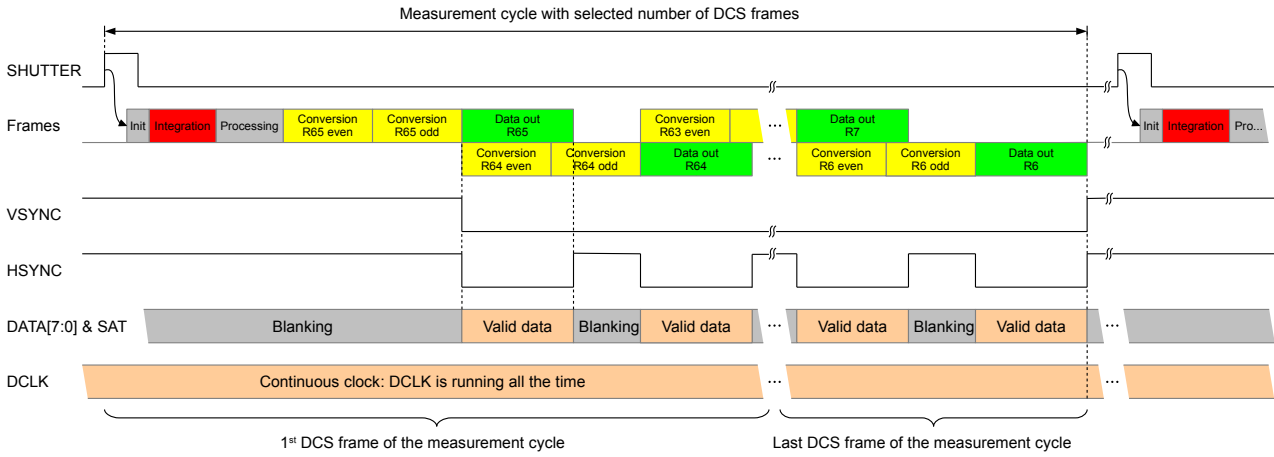 Measurement cycle with selected number of DCS frames
SHUTTER
Frames
Init
Integration
Processing
Conversion
R65 even
Conversion
R65 odd
Data out
R65
Conversion
R63 even
...
Data out
R7
Init
Integration
Pro...
Conversion
R64 even
Conversion
R64 odd
Data out
R64
...
Conversion
R6 even
Conversion
R6 odd
Data out
R6
VSYNC
HSYNC
DATA[7:0] & SAT
Blanking
Valid data
Blanking
Valid data
...
Valid data
Blanking
Valid data
...
DCLK
Continuous clock: DCLK is running all the time
...
...
1st DCS frame of the measurement cycle
Last DCS frame of the measurement cycle